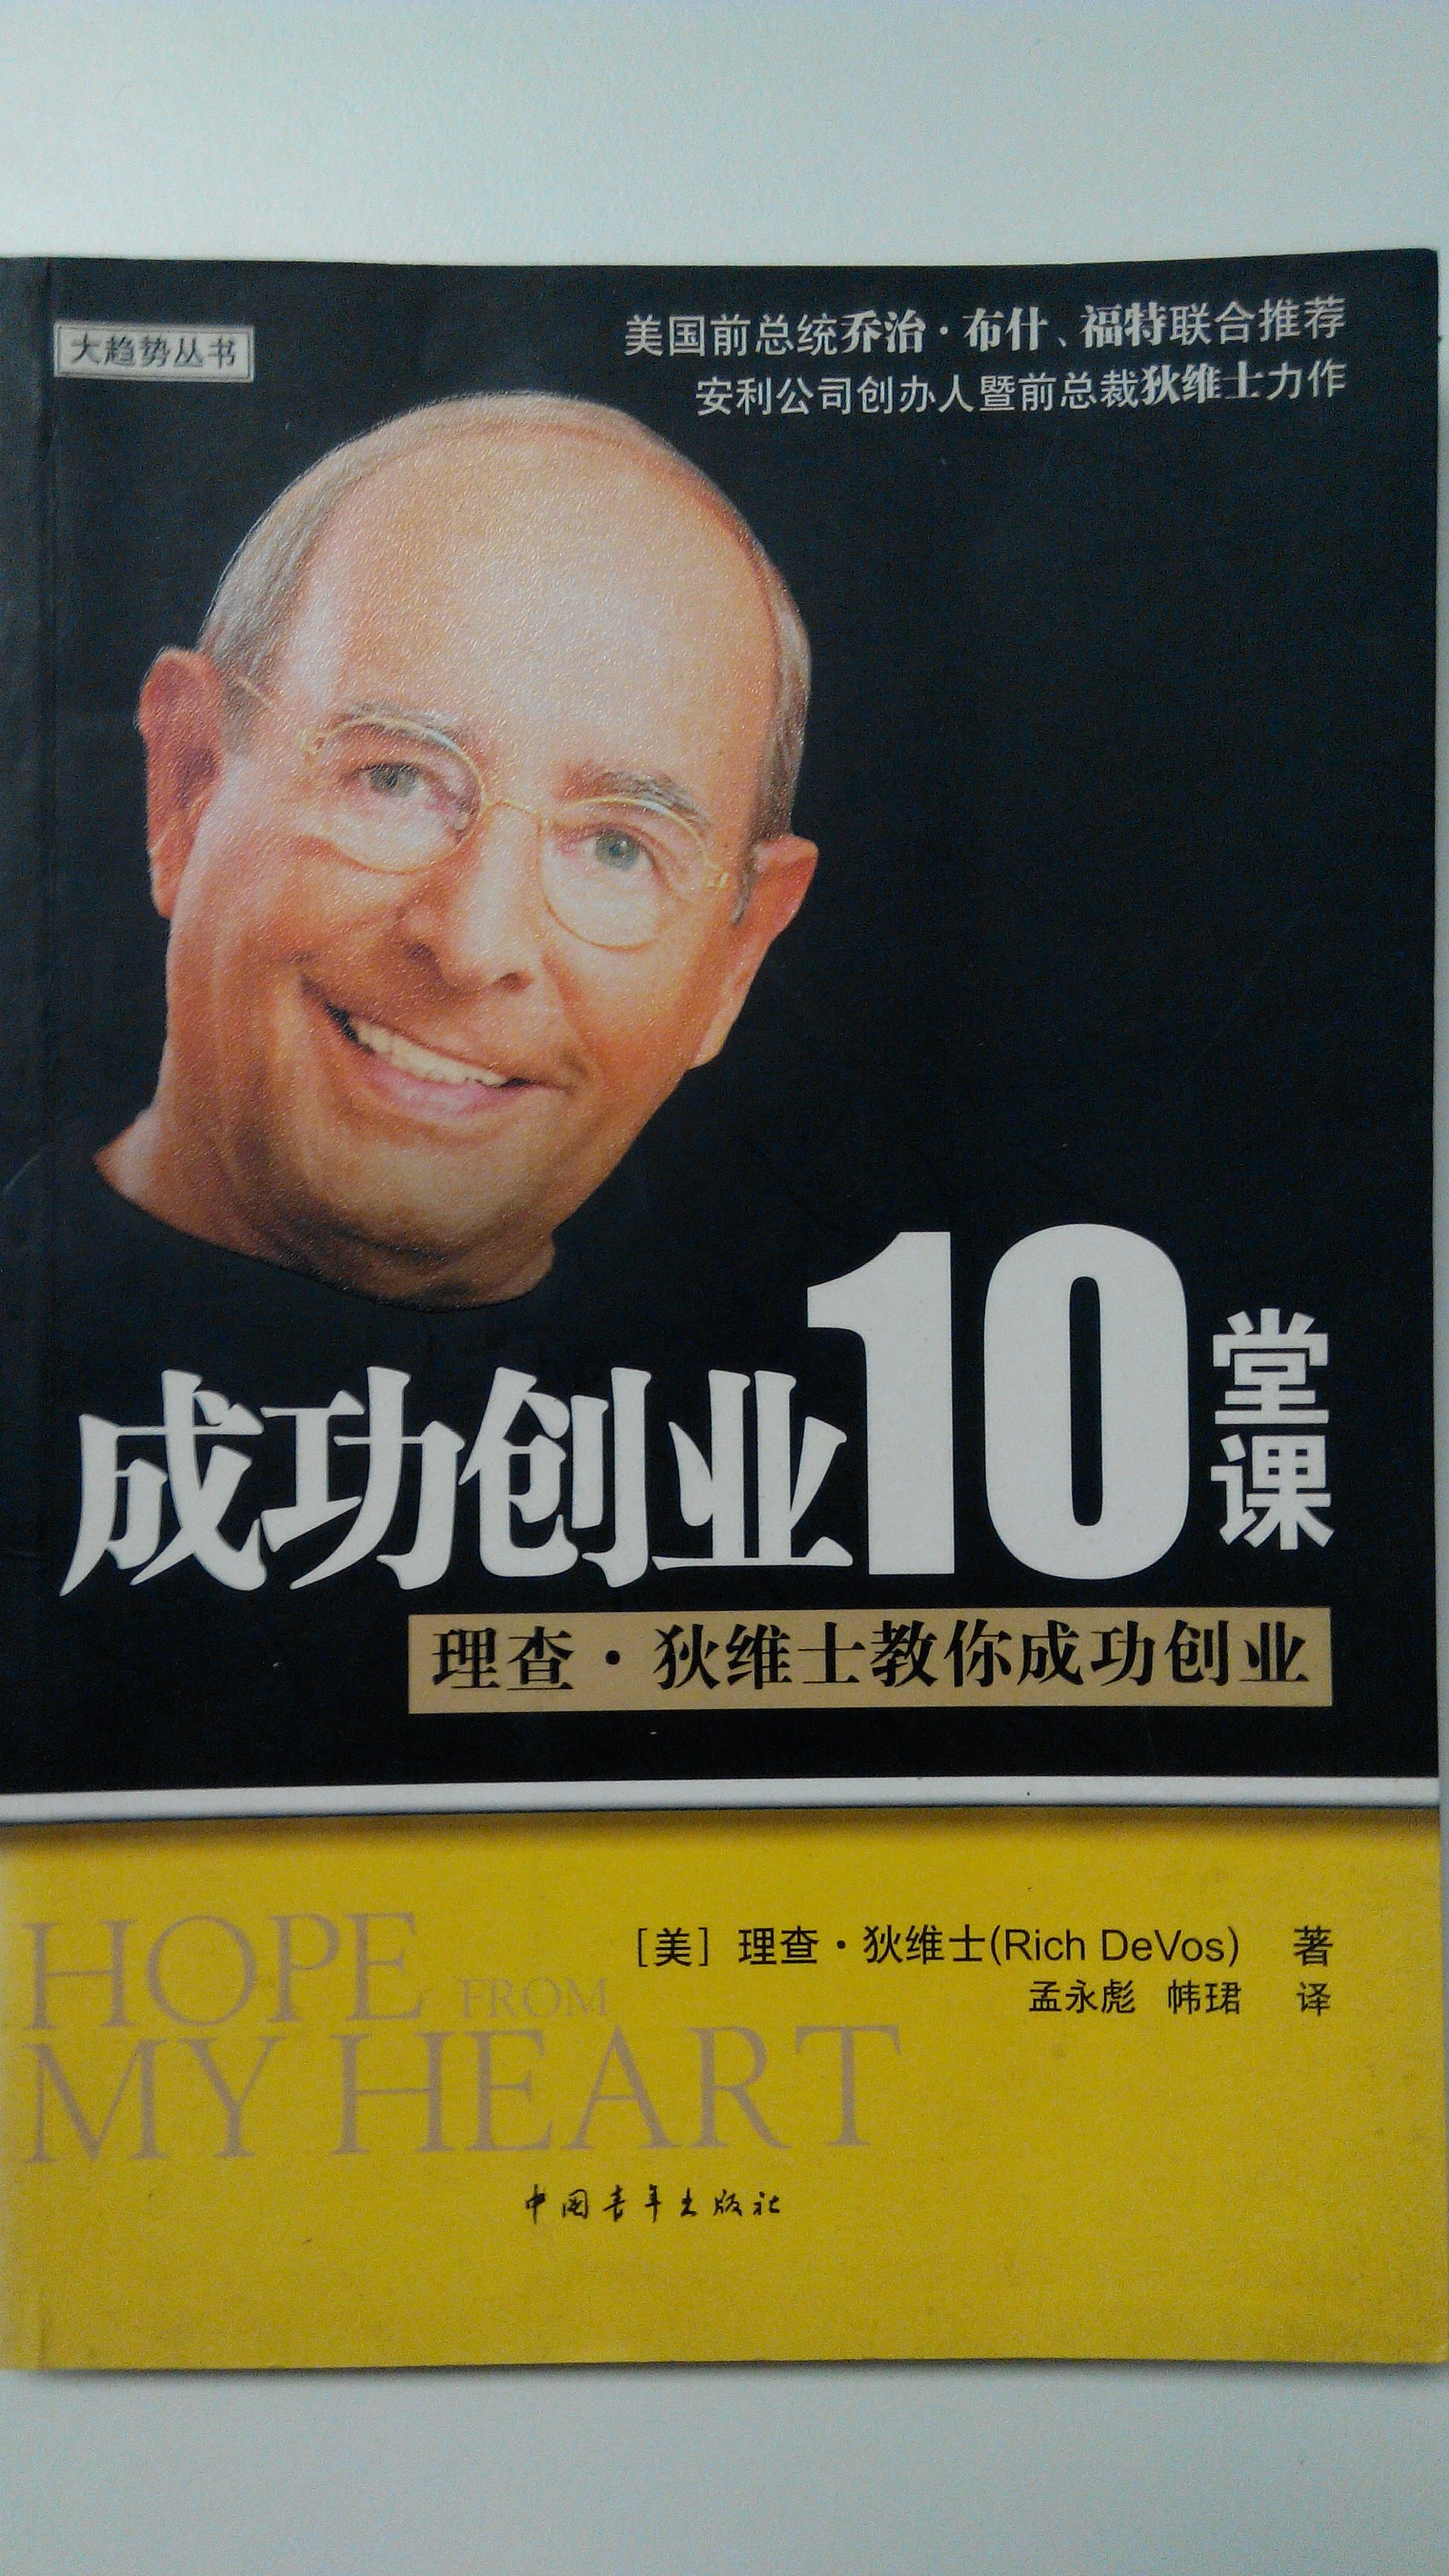 大趋势丛书
美国前总统乔治·布什、福特联合推荐
安利公司创办人暨前总裁狄维士力作
成功创业10堂课
理查·狄维士教你成功创业
[美] 理查·狄维士(Rich DeVos) 著
孟永彪 帏珺 译
HOPE FROM
MY HEART
中国青年出版社